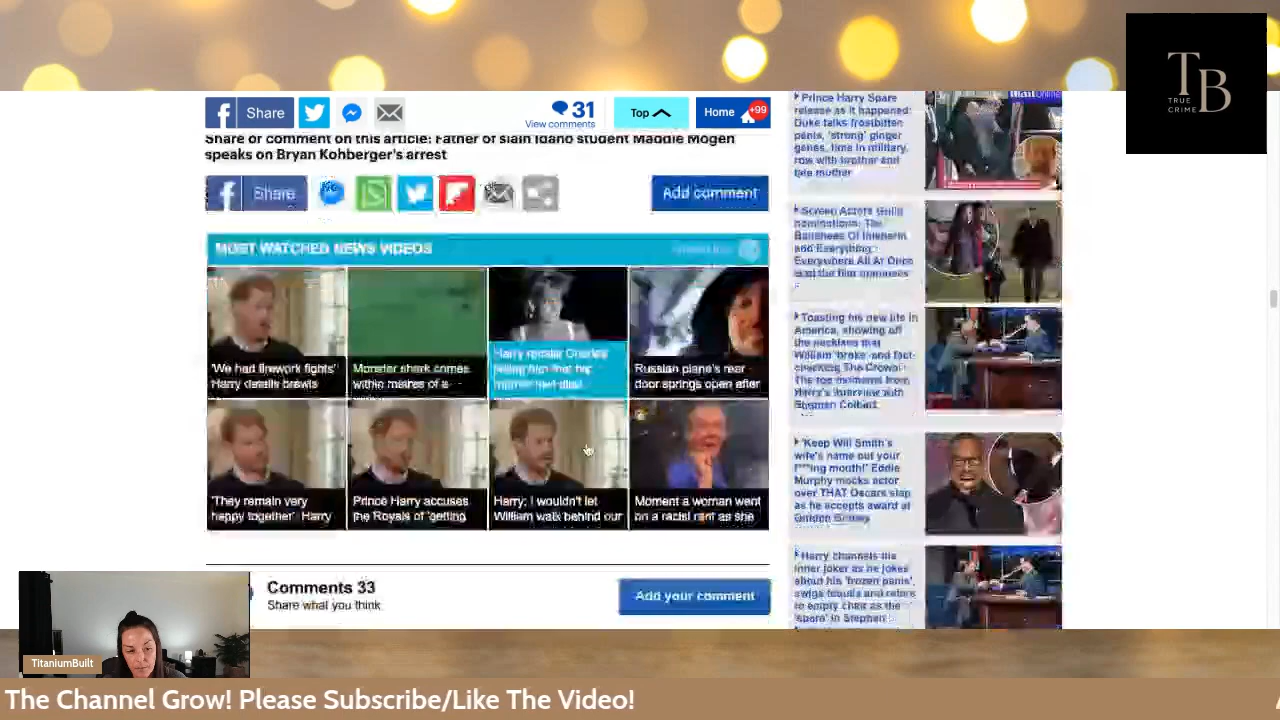 TB
TRUE
CRIME
Share
31
View comments
Top
Home
+99
Share or comment on this article: Father of slain Idaho student Maddie Mogen
speaks on Bryan Kohberger's arrest
Share
Add comment
MOST WATCHED NEWS VIDEOS
'We had firework fights'
Harry details brawls
Monster shark comes
within metres of a
Harry recalls Charles
telling him that his
mother had died
Russian plane's rear
door springs open after
'They remain very
happy together' Harry
Prince Harry accuses
the Royals of 'getting
Harry: I wouldn't let
William walk behind our
Moment a woman went
on a racist rant as she
Comments 33
Share what you think
Add your comment
Prince Harry Spare
release as it happened:
Duke talks frostbitten
penis, 'strong' ginger
genes, time in military,
row with brother and
late mother
Screen Actors Guild
nominations: The
Banshees Of Inisherin
and Everything
Everywhere All At Once
lead the film nominees
Toasting his new life in
America, showing off
the necklace that
William 'broke' and fact-
checking The Crown:
The top moments from
Harry's interview with
Stephen Colbert
'Keep Will Smith's
wife's name out your
f***ing mouth!' Eddie
Murphy mocks actor
over THAT Oscars slap
as he accepts award at
Golden Globes
Harry channels his
inner joker as he jokes
about his 'frozen penis',
swigs tequila and refers
to empty chair as the
'spare' in Stephen
TitaniumBuilt
The Channel Grow! Please Subscribe/Like The Video!